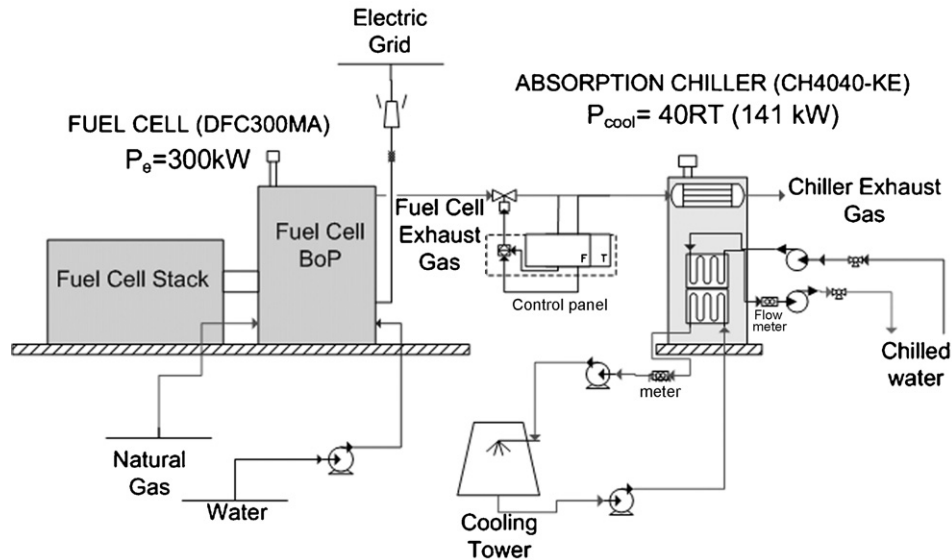 Electric
Grid
ABSORPTION CHILLER (CH4040-KE)
P_cool= 40RT (141 kW)
FUEL CELL (DFC300MA)
P_e=300kW
Fuel Cell
Exhaust
Gas
Chiller Exhaust
Gas
Fuel Cell
BoP
Fuel Cell Stack
F T
Control panel
Flow
meter
Chilled
water
meter
Natural
Gas
Water
Cooling
Tower